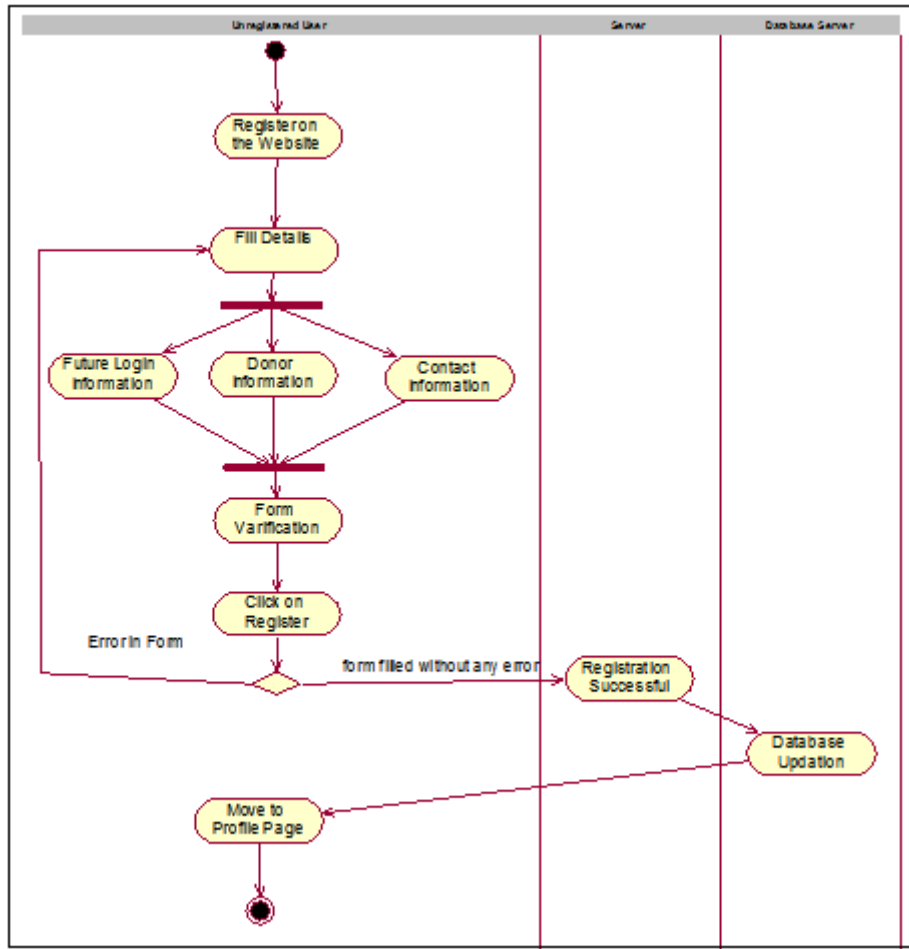 Unregistered User
Server
Database Server
Register on
the Website
Fill Details
Future Login
Information
Donor
Information
Contact
Information
Form
Varification
Click on
Register
Error in Form
form filled without any error
Registration
Successful
Database
Updation
Move to
Profile Page